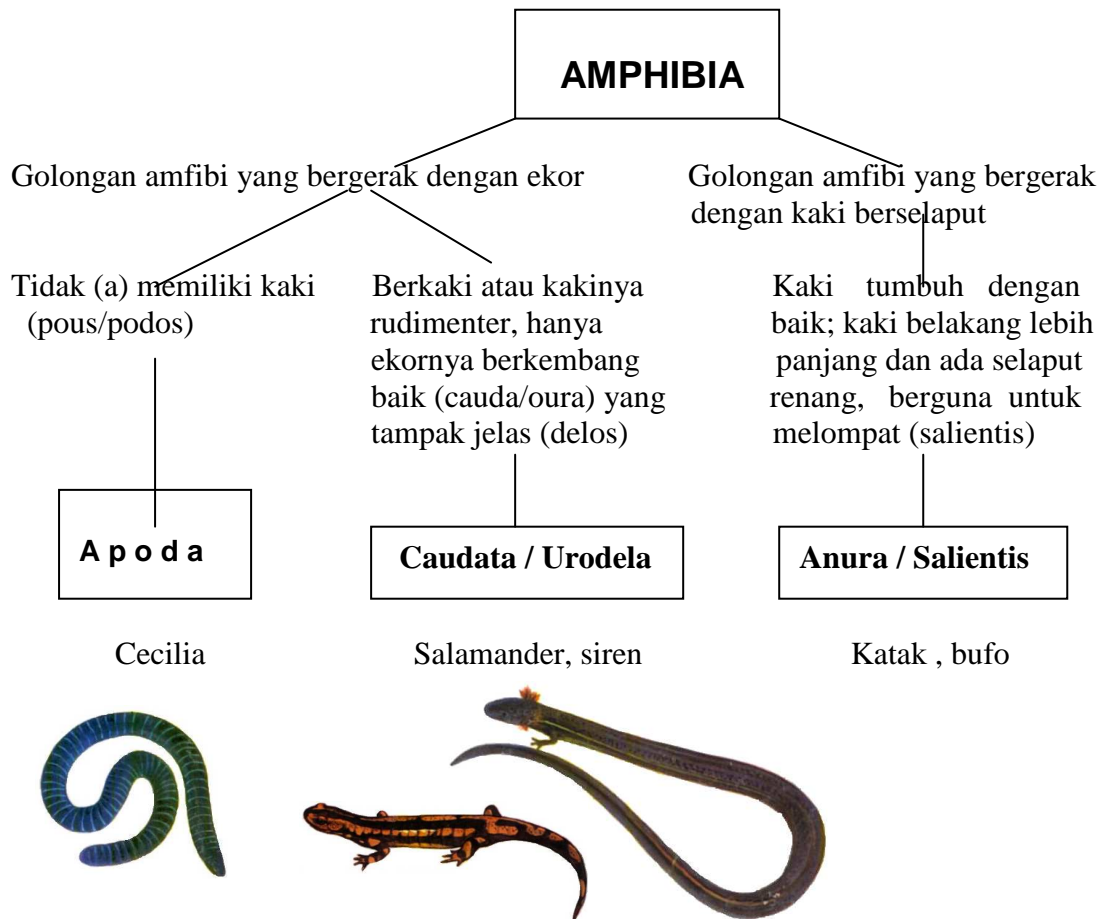 AMPHIBIA
Golongan amfibi yang bergerak dengan ekor
Golongan amfibi yang bergerak
dengan kaki berselaput
Tidak (a) memiliki kaki
(pous/podos)
Berkaki atau kakinya
rudimenter, hanya
ekornya berkembang
baik (cauda/oura) yang
tampak jelas (delos)
Kaki tumbuh dengan
baik; kaki belakang lebih
panjang dan ada selaput
renang, berguna untuk
melompat (salientis)
A p o d a
Caudata / Urodela
Anura / Salientis
Cecilia
Salamander, siren
Katak , bufo